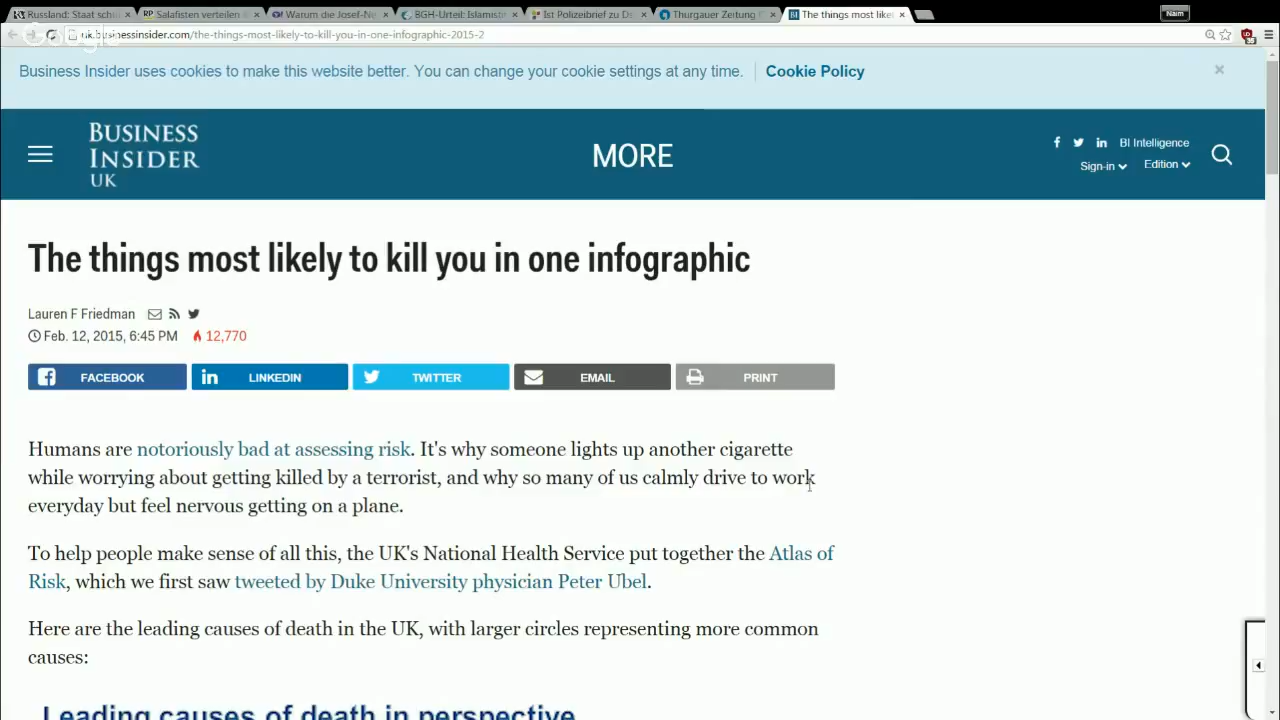 Russland: Staat schu
Salafisten verteilen
Warum die Josef-Ne
BGH-Urteil: Islamist
Ist Polizeibrief zu
Thurgauer Zeitung
The things most like
Naim
Google
uk.businessinsider.com/the-things-most-likely-to-kill-you-in-one-infographic-2015-2
Business Insider uses cookies to make this website better. You can change your cookie settings at any time. Cookie Policy
BUSINESS
INSIDER
UK
MORE
BI Intelligence
Sign-in
Edition
The things most likely to kill you in one infographic
Lauren F Friedman
Feb. 12, 2015, 6:45 PM 12,770
FACEBOOK
LINKEDIN
TWITTER
EMAIL
PRINT
Humans are notoriously bad at assessing risk. It's why someone lights up another cigarette
while worrying about getting killed by a terrorist, and why so many of us calmly drive to work
everyday but feel nervous getting on a plane.
To help people make sense of all this, the UK's National Health Service put together the Atlas of
Risk, which we first saw tweeted by Duke University physician Peter Ubel.
Here are the leading causes of death in the UK, with larger circles representing more common
causes:
Leading causes of death in perspective